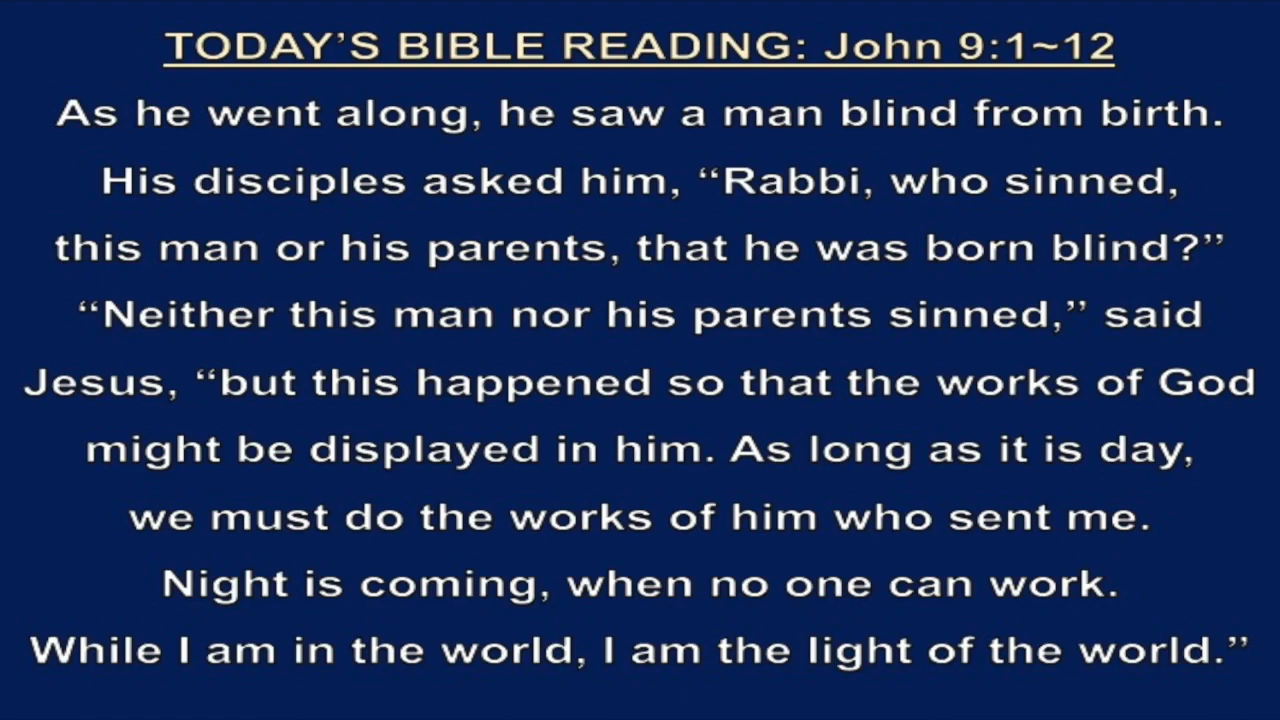 TODAY’S BIBLE READING: John 9:1~12
As he went along, he saw a man blind from birth.
His disciples asked him, “Rabbi, who sinned,
this man or his parents, that he was born blind?”
“Neither this man nor his parents sinned,” said
Jesus, “but this happened so that the works of God
might be displayed in him. As long as it is day,
we must do the works of him who sent me.
Night is coming, when no one can work.
While I am in the world, I am the light of the world.”